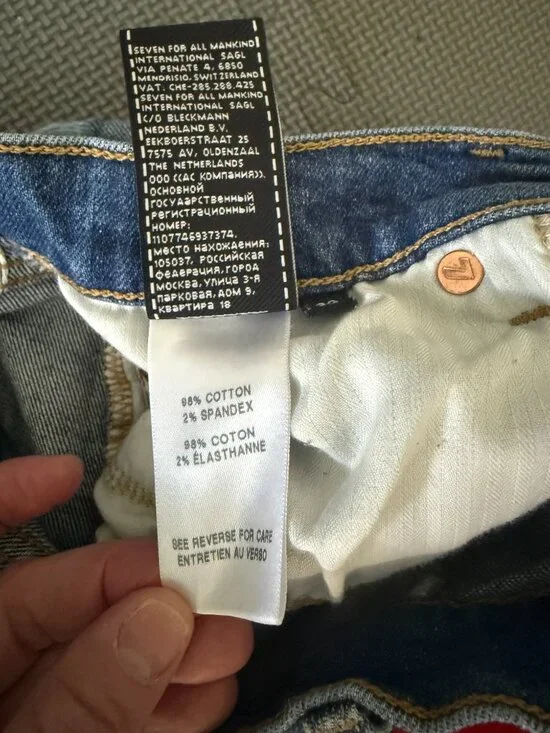 SEVEN FOR ALL MANKIND
INTERNATIONAL SAGL
VIA PENATE 4, 6850
MENDRISIO, SWITZERLAND
VAT: CHE-285.288.425
SEVEN FOR ALL MANKIND
INTERNATIONAL SAGL
C/O BLECKMANN
NEDERLAND B.V.
EEKBOERSTRAAT 25
7575 AV, OLDENZAAL
THE NETHERLANDS
ООО ((АС КОМПАНИЯ)),
ОСНОВНОЙ
ГОСУДАРСТВЕННЫЙ
РЕГИСТРАЦИОННЫЙ
НОМЕР:
1107746937374.
МЕСТО НАХОЖДЕНИЯ:
105037, РОССИЙСКАЯ
ФЕДЕРАЦИЯ, ГОРОД
МОСКВА, УЛИЦА 3-Я
ПАРКОВАЯ, ДОМ 9,
КВАРТИРА 18
98% COTTON
2% SPANDEX
98% COTON
2% ÉLASTHANNE
SEE REVERSE FOR CARE
ENTRETIEN AU VERSO
7